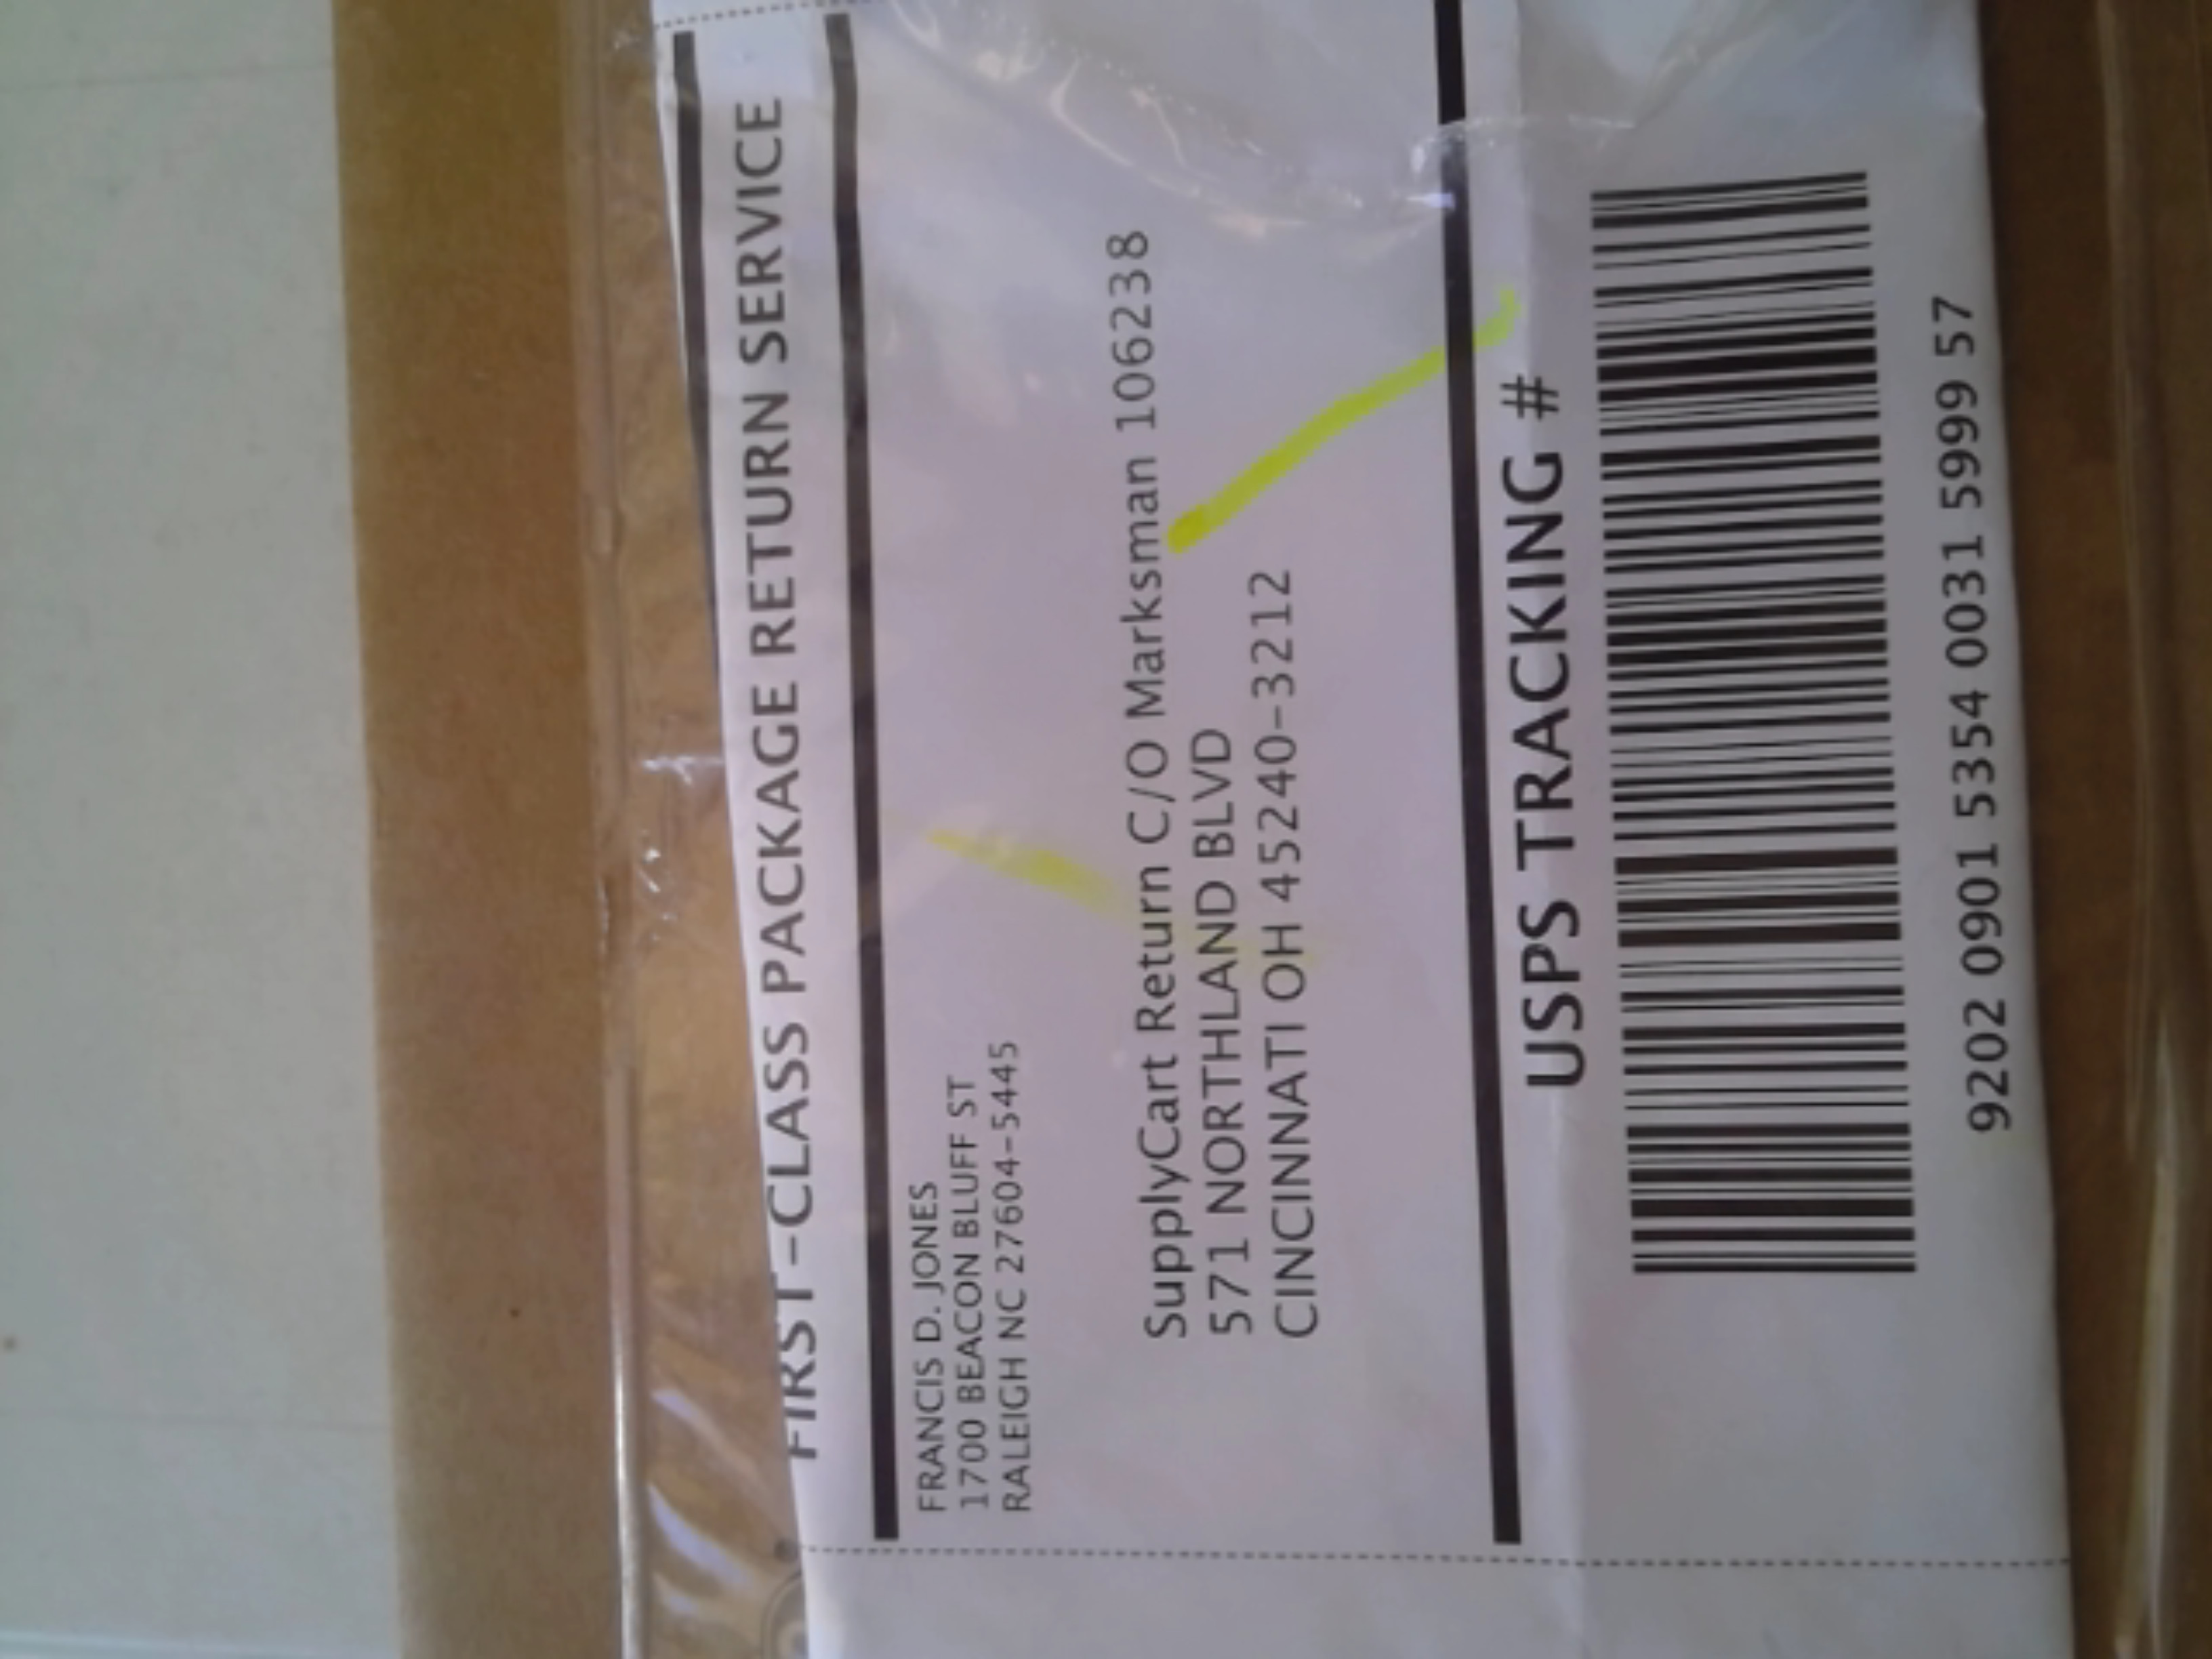 FIRST-CLASS PACKAGE RETURN SERVICE
FRANCIS D. JONES
1700 BEACON BLUFF ST
RALEIGH NC 27604-5445
SupplyCart Return C/O Marksman 106238
571 NORTHLAND BLVD
CINCINNATI OH 45240-3212
USPS TRACKING #
9202 0901 5354 0031 5999 57